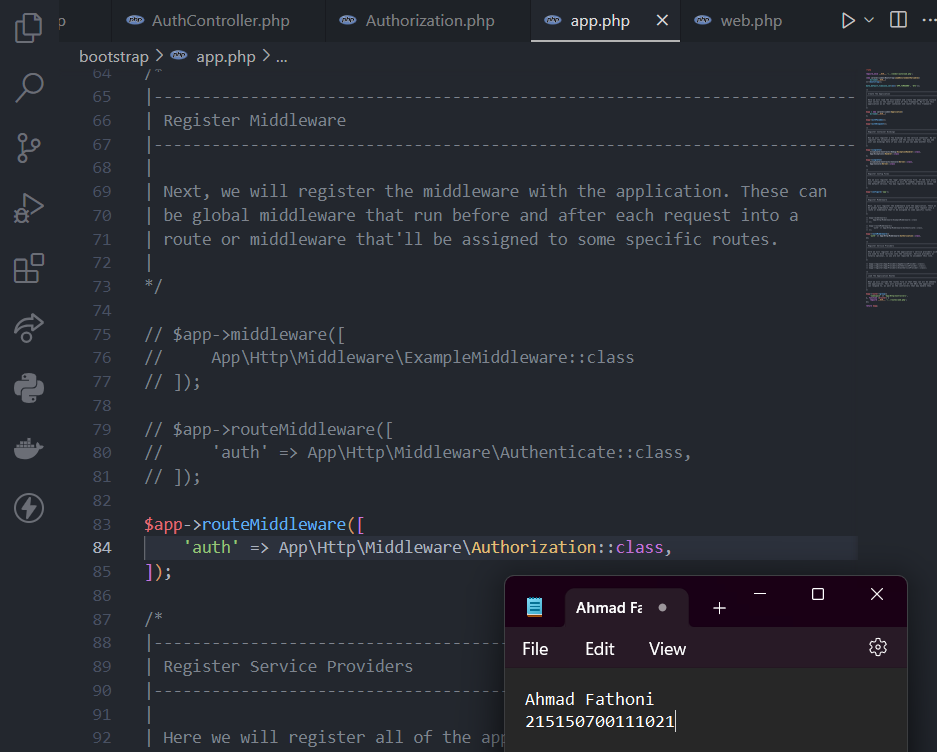 p
AuthController.php
Authorization.php
app.php
web.php
bootstrap > app.php > ...
64 /*
65 |--------------------------------------------------------------------------
66 | Register Middleware
67 |--------------------------------------------------------------------------
68 |
69 | Next, we will register the middleware with the application. These can
70 | be global middleware that run before and after each request into a
71 | route or middleware that'll be assigned to some specific routes.
72 |
73 */
74
75 // $app->middleware([
76 //     App\Http\Middleware\ExampleMiddleware::class
77 // ]);
78
79 // $app->routeMiddleware([
80 //     'auth' => App\Http\Middleware\Authenticate::class,
81 // ]);
82
83 $app->routeMiddleware([
84     'auth' => App\Http\Middleware\Authorization::class,
85 ]);
86
87 /*
88 |-------------------------------------
89 | Register Service Providers
90 |-------------------------------------
91 |
92 | Here we will register all of the app
Ahmad Fa
File Edit View
Ahmad Fathoni
215150700111021